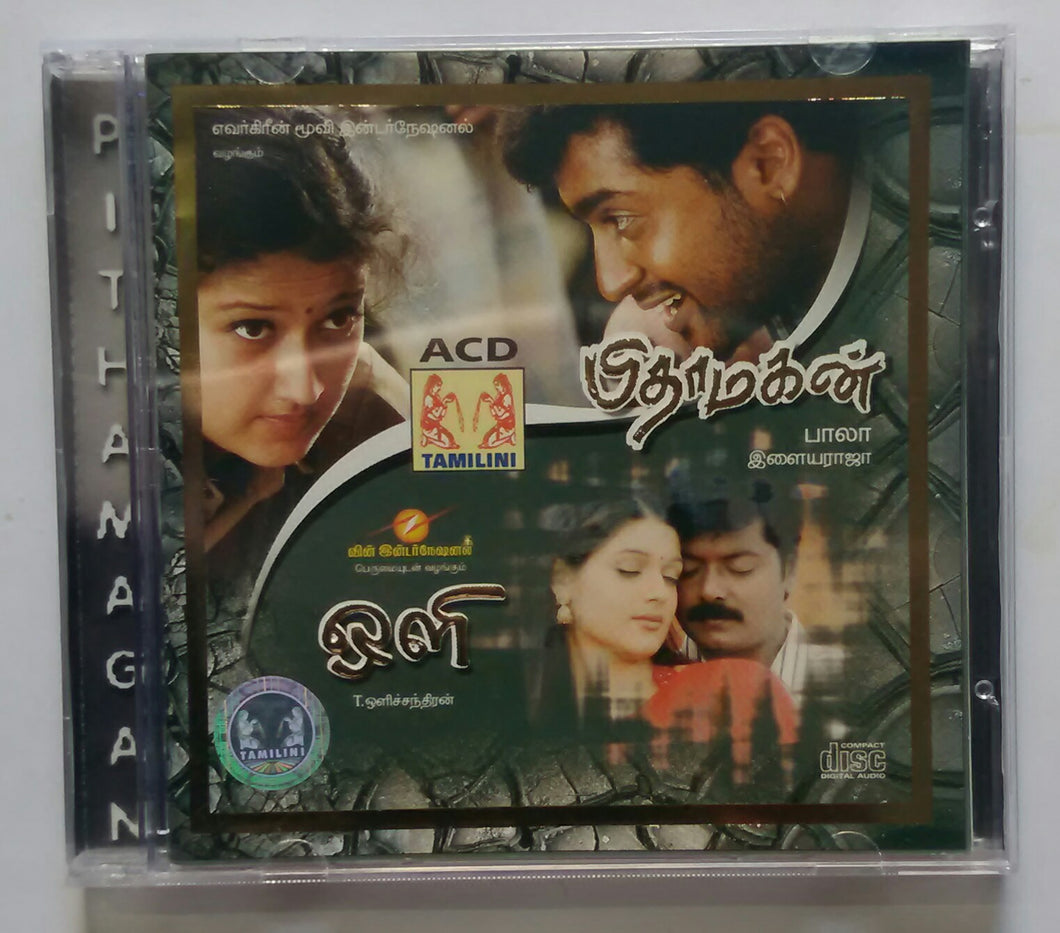 PITHAMAGAN
எவர்கிரீன் மூவி இன்டர்நேஷனல்
வழங்கும்
ACD
TAMILINI
பிதாமகன்
பாலா
இளையராஜா
வின் இன்டர்நேஷனல்
பெருமையுடன் வழங்கும்
ஒளி
T.ஒளிச்சந்திரன்
TAMILINI
COMPACT
disc
DIGITAL AUDIO